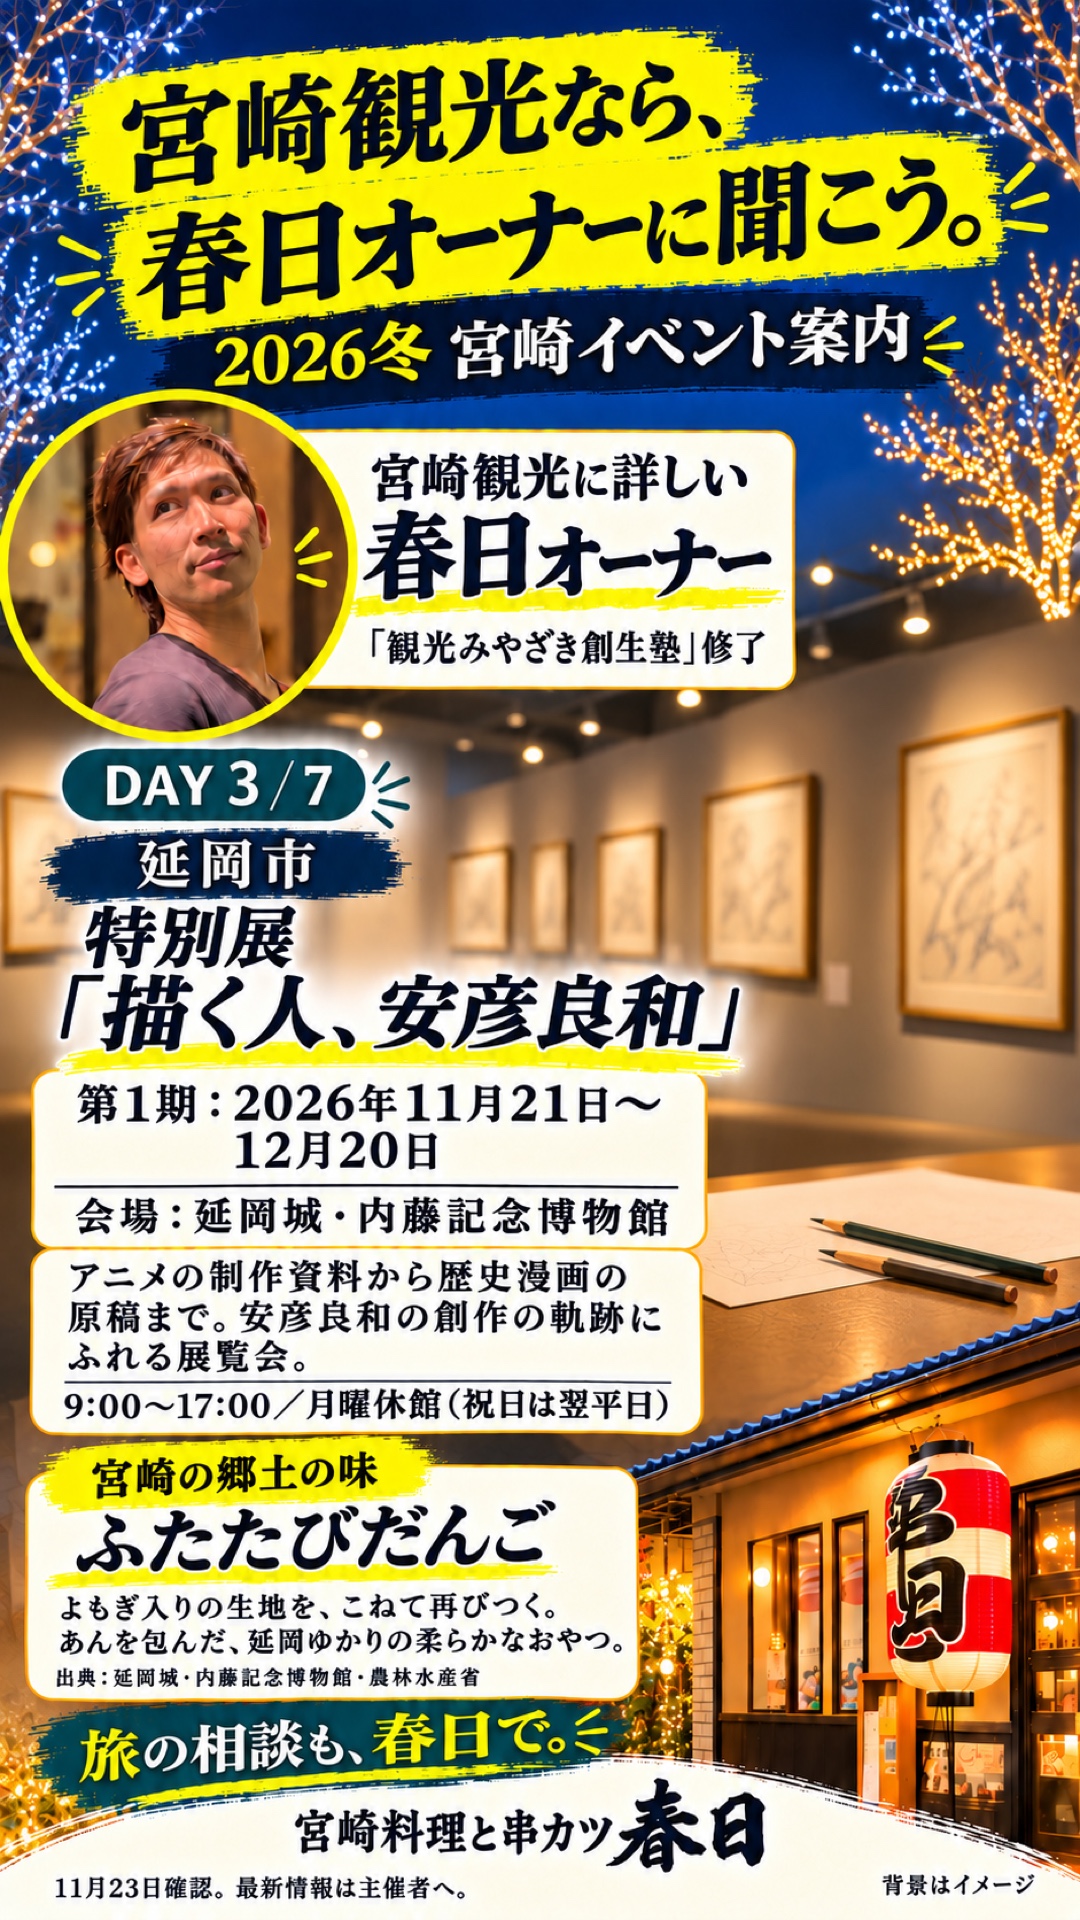 宮崎観光なら、
春日オーナーに聞こう。
2026冬 宮崎イベント案内
宮崎観光に詳しい
春日オーナー
「観光みやざき創生塾」修了
DAY 3/7
延岡市
特別展
「描く人、安彦良和」
第1期：2026年11月21日～
12月20日
会場：延岡城・内藤記念博物館
アニメの制作資料から歴史漫画の
原稿まで。安彦良和の創作の軌跡に
ふれる展覧会。
9:00～17:00／月曜休館（祝日は翌平日）
宮崎の郷土の味
ふたたびだんご
よもぎ入りの生地を、こねて再びつく。
あんを包んだ、延岡ゆかりの柔らかなおやつ。
出典：延岡城・内藤記念博物館・農林水産省
旅の相談も、春日で。
宮崎料理と串カツ 春日
11月23日確認。最新情報は主催者へ。
背景はイメージ